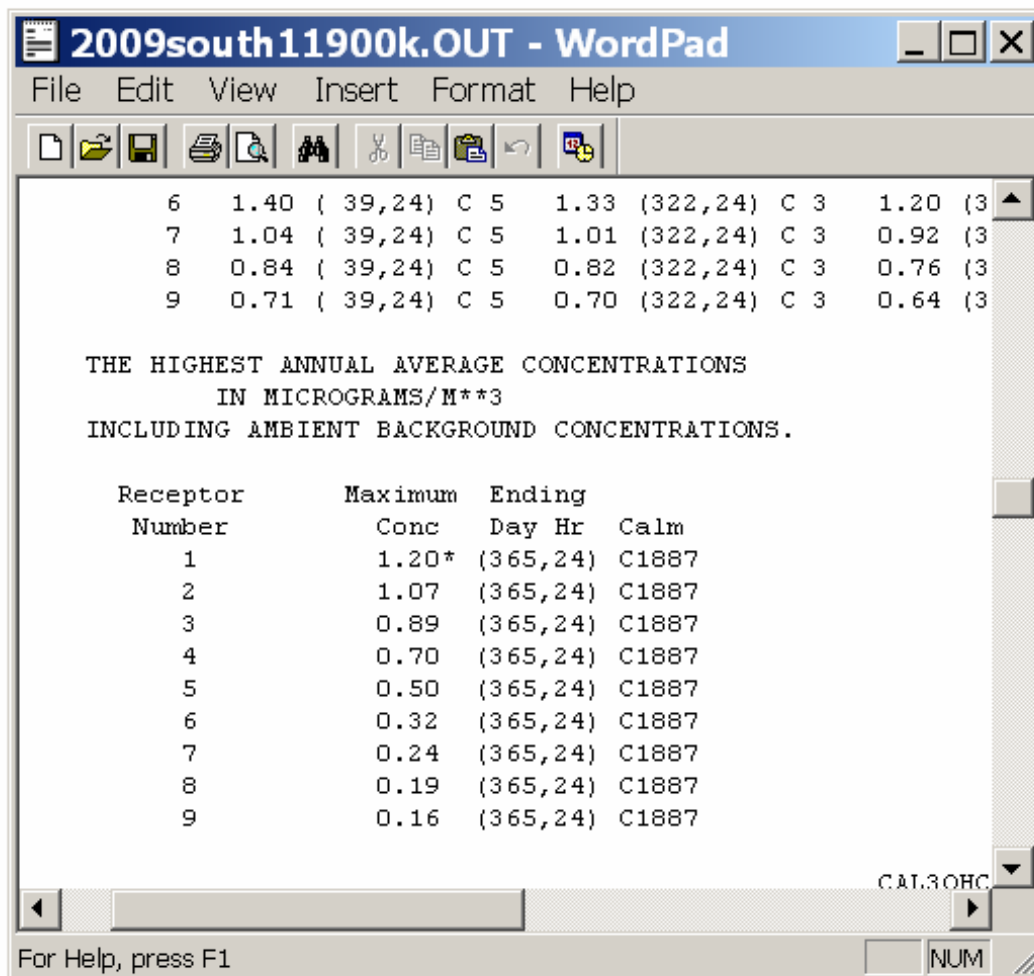 2009south11900k.OUT - WordPad
File Edit View Insert Format Help
6 1.40 ( 39,24) C 5 1.33 (322,24) C 3 1.20 (3
7 1.04 ( 39,24) C 5 1.01 (322,24) C 3 0.92 (3
8 0.84 ( 39,24) C 5 0.82 (322,24) C 3 0.76 (3
9 0.71 ( 39,24) C 5 0.70 (322,24) C 3 0.64 (3
THE HIGHEST ANNUAL AVERAGE CONCENTRATIONS
IN MICROGRAMS/M**3
INCLUDING AMBIENT BACKGROUND CONCENTRATIONS.
Receptor Maximum Ending
Number Conc Day Hr Calm
1 1.20* (365,24) C1887
2 1.07 (365,24) C1887
3 0.89 (365,24) C1887
4 0.70 (365,24) C1887
5 0.50 (365,24) C1887
6 0.32 (365,24) C1887
7 0.24 (365,24) C1887
8 0.19 (365,24) C1887
9 0.16 (365,24) C1887
CAL3QHC
For Help, press F1 NUM